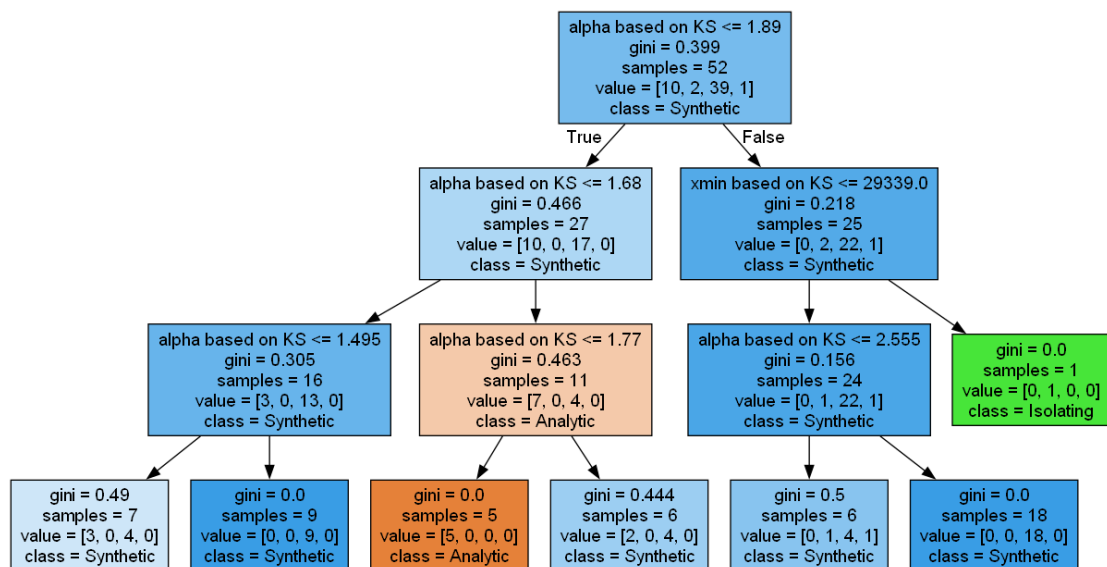 alpha based on KS <= 1.89
gini = 0.399
samples = 52
value = [10, 2, 39, 1]
class = Synthetic
True
False
alpha based on KS <= 1.68
gini = 0.466
samples = 27
value = [10, 0, 17, 0]
class = Synthetic
xmin based on KS <= 29339.0
gini = 0.218
samples = 25
value = [0, 2, 22, 1]
class = Synthetic
alpha based on KS <= 1.495
gini = 0.305
samples = 16
value = [3, 0, 13, 0]
class = Synthetic
alpha based on KS <= 1.77
gini = 0.463
samples = 11
value = [7, 0, 4, 0]
class = Analytic
alpha based on KS <= 2.555
gini = 0.156
samples = 24
value = [0, 1, 22, 1]
class = Synthetic
gini = 0.0
samples = 1
value = [0, 1, 0, 0]
class = Isolating
gini = 0.49
samples = 7
value = [3, 0, 4, 0]
class = Synthetic
gini = 0.0
samples = 9
value = [0, 0, 9, 0]
class = Synthetic
gini = 0.0
samples = 5
value = [5, 0, 0, 0]
class = Analytic
gini = 0.444
samples = 6
value = [2, 0, 4, 0]
class = Synthetic
gini = 0.5
samples = 6
value = [0, 1, 4, 1]
class = Synthetic
gini = 0.0
samples = 18
value = [0, 0, 18, 0]
class = Synthetic